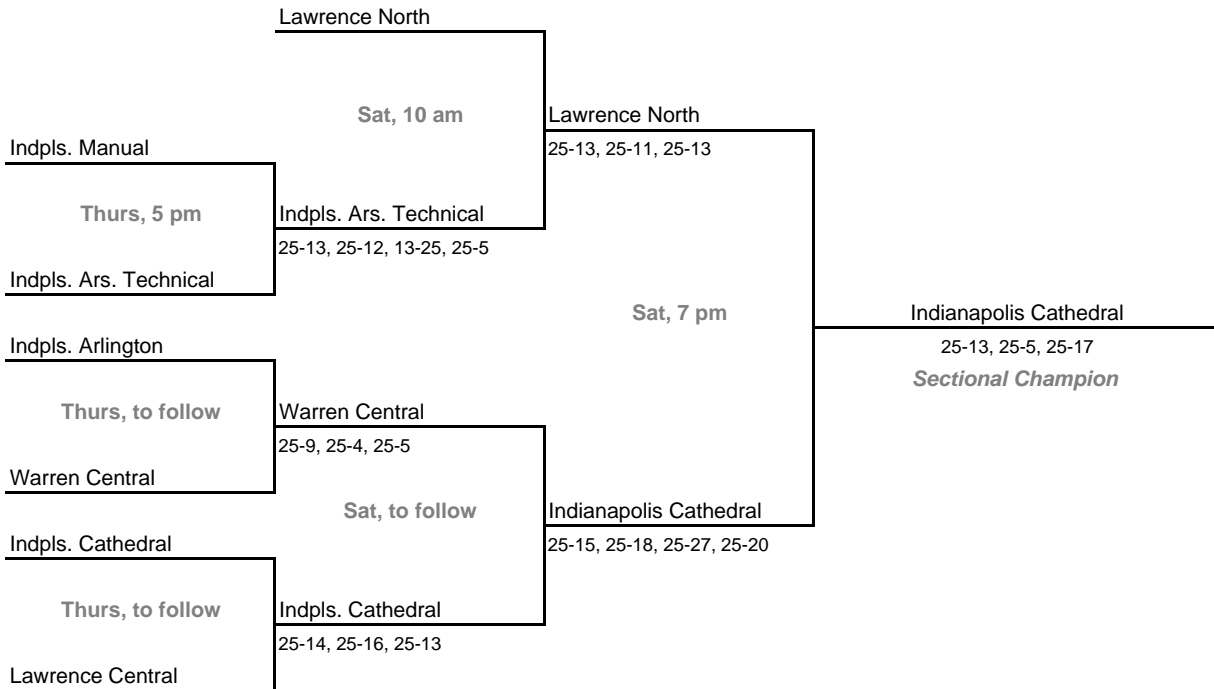 Lawrence North
Sat, 10 am
Lawrence North
Indpls. Manual
25-13, 25-11, 25-13
Thurs, 5 pm
Indpls. Ars. Technical
25-13, 25-12, 13-25, 25-5
Indpls. Ars. Technical
Sat, 7 pm
Indianapolis Cathedral
Indpls. Arlington
25-13, 25-5, 25-17
Sectional Champion
Thurs, to follow
Warren Central
25-9, 25-4, 25-5
Warren Central
Sat, to follow
Indianapolis Cathedral
Indpls. Cathedral
25-15, 25-18, 25-27, 25-20
Thurs, to follow
Indpls. Cathedral
25-14, 25-16, 25-13
Lawrence Central